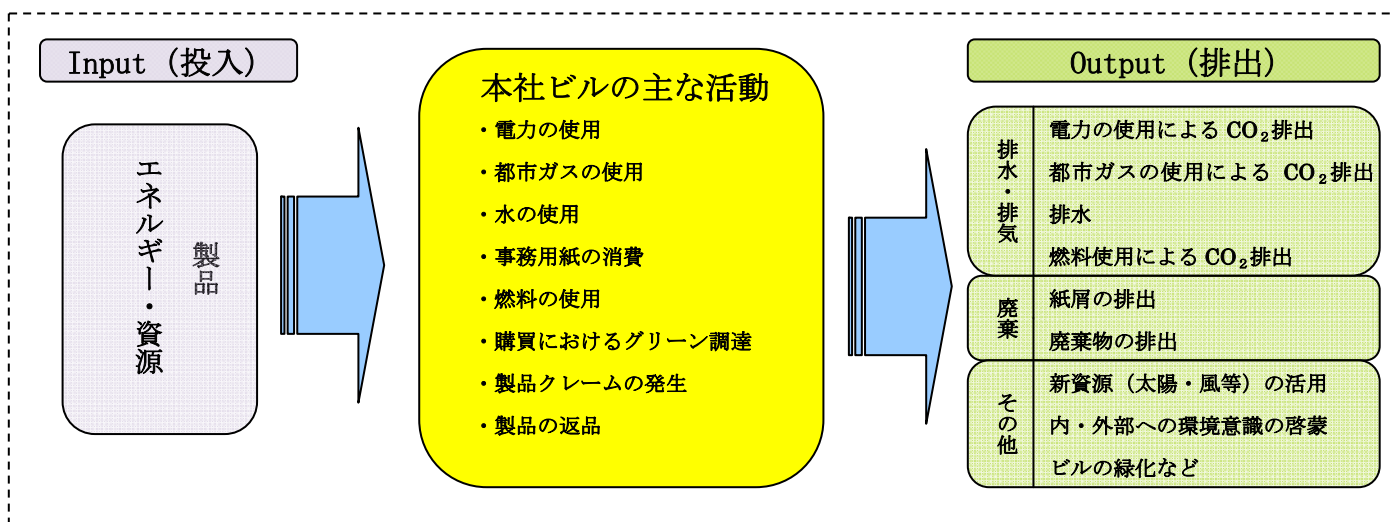 Input（投入）
エネルギー・資源
製品
本社ビルの主な活動
・電力の使用
・都市ガスの使用
・水の使用
・事務用紙の消費
・燃料の使用
・購買におけるグリーン調達
・製品クレームの発生
・製品の返品
Output（排出）
排水・排気
電力の使用によるCO₂排出
都市ガスの使用による CO₂排出
排水
燃料使用によるCO₂排出
廃棄
紙屑の排出
廃棄物の排出
その他
新資源（太陽・風等）の活用
内・外部への環境意識の啓蒙
ビルの緑化など